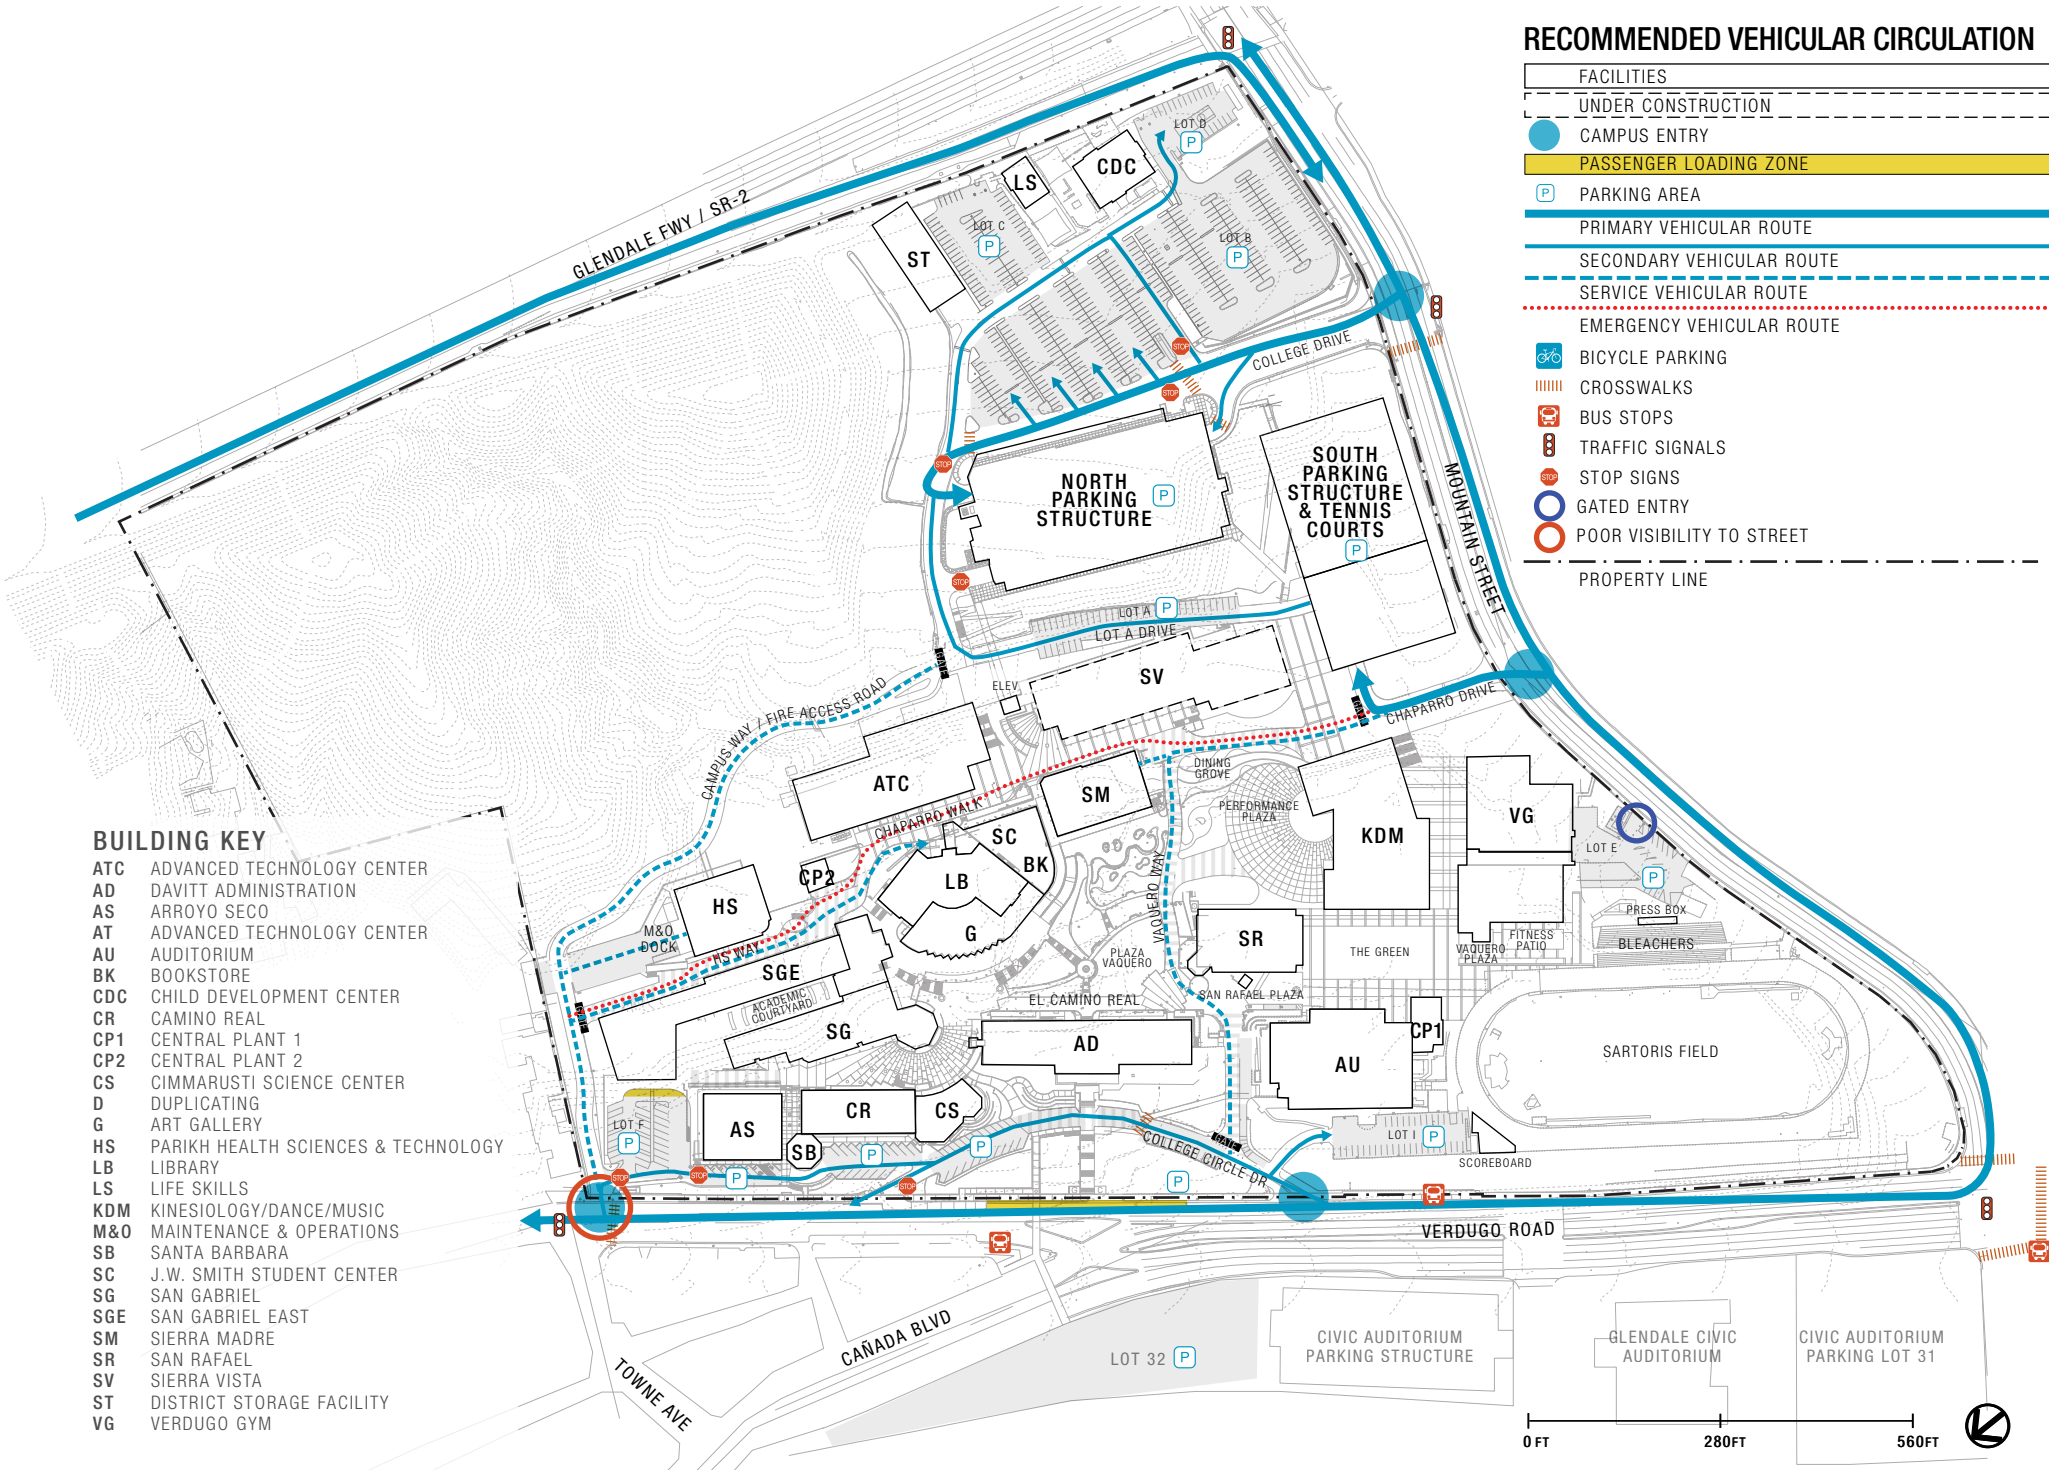 RECOMMENDED VEHICULAR CIRCULATION
FACILITIES
UNDER CONSTRUCTION
CAMPUS ENTRY
PASSENGER LOADING ZONE
P PARKING AREA
PRIMARY VEHICULAR ROUTE
SECONDARY VEHICULAR ROUTE
SERVICE VEHICULAR ROUTE
EMERGENCY VEHICULAR ROUTE
BICYCLE PARKING
CROSSWALKS
BUS STOPS
TRAFFIC SIGNALS
STOP STOP SIGNS
GATED ENTRY
POOR VISIBILITY TO STREET
PROPERTY LINE
GLENDALE FWY / SR-2
LOT D
P
CDC
LS
LOT C
P
ST
LOT B
P
STOP
COLLEGE DRIVE
STOP
STOP
NORTH
PARKING
STRUCTURE
P
SOUTH
PARKING
STRUCTURE
& TENNIS
COURTS
P
MOUNTAIN STREET
STOP
LOT A
P
LOT A DRIVE
GATE
SV
ELEV
CAMPUS WAY / FIRE ACCESS ROAD
GATE
CHAPARRO DRIVE
ATC
CHAPARRO WALK
SM
DINING
GROVE
PERFORMANCE
PLAZA
KDM
VG
LOT E
P
SC
BK
CP2
LB
G
HS
M&O
DOCK
HS WAY
SGE
ACADEMIC
COURTYARD
SG
GATE
VAQUERO WAY
PLAZA
VAQUERO
SR
THE GREEN
SAN RAFAEL PLAZA
EL CAMINO REAL
VAQUERO
PLAZA
FITNESS
PATIO
PRESS BOX
BLEACHERS
SARTORIS FIELD
AD
AU
CP1
LOT F
P
AS
CR
CS
SB
P
P
P
STOP
STOP
STOP
COLLEGE CIRCLE DR
GATE
P
LOT I
P
SCOREBOARD
VERDUGO ROAD
CAÑADA BLVD
TOWNE AVE
LOT 32
P
CIVIC AUDITORIUM
PARKING STRUCTURE
GLENDALE CIVIC
AUDITORIUM
CIVIC AUDITORIUM
PARKING LOT 31
0 FT
280FT
560FT
BUILDING KEY
ATC ADVANCED TECHNOLOGY CENTER
AD DAVITT ADMINISTRATION
AS ARROYO SECO
AT ADVANCED TECHNOLOGY CENTER
AU AUDITORIUM
BK BOOKSTORE
CDC CHILD DEVELOPMENT CENTER
CR CAMINO REAL
CP1 CENTRAL PLANT 1
CP2 CENTRAL PLANT 2
CS CIMMARUSTI SCIENCE CENTER
D DUPLICATING
G ART GALLERY
HS PARIKH HEALTH SCIENCES & TECHNOLOGY
LB LIBRARY
LS LIFE SKILLS
KDM KINESIOLOGY/DANCE/MUSIC
M&O MAINTENANCE & OPERATIONS
SB SANTA BARBARA
SC J.W. SMITH STUDENT CENTER
SG SAN GABRIEL
SGE SAN GABRIEL EAST
SM SIERRA MADRE
SR SAN RAFAEL
SV SIERRA VISTA
ST DISTRICT STORAGE FACILITY
VG VERDUGO GYM